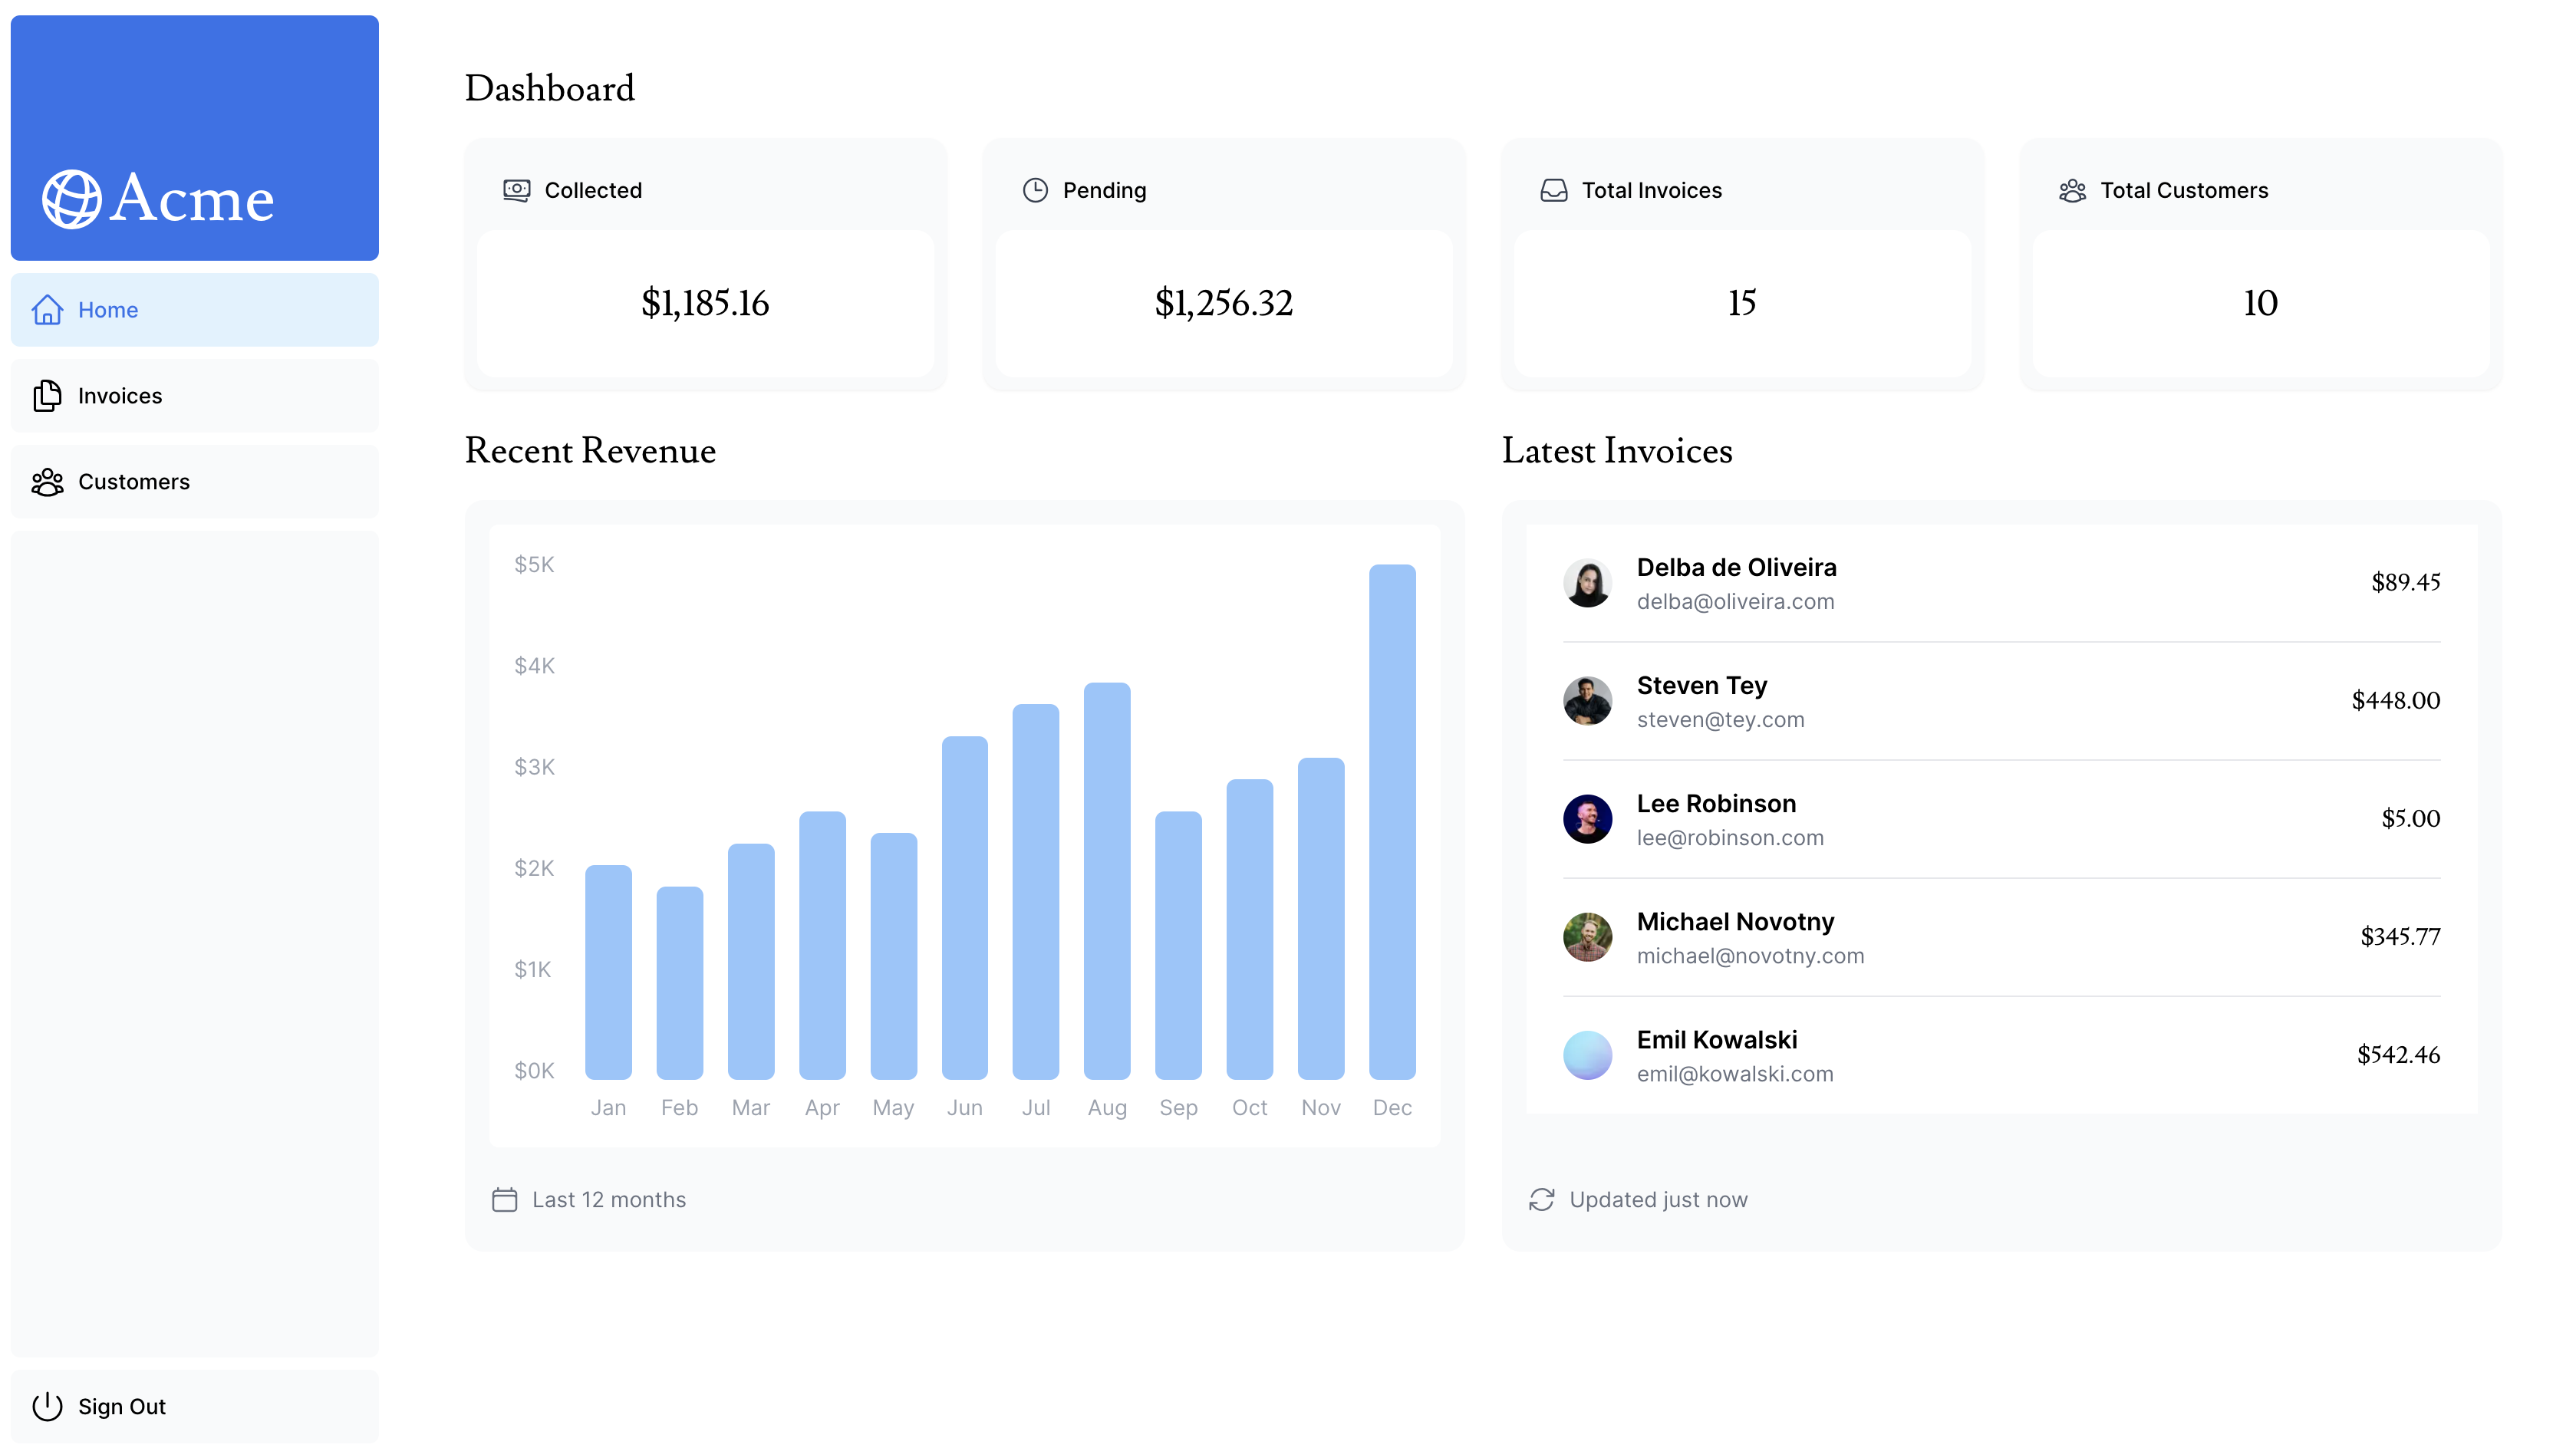 Acme
Home
Invoices
Customers
Sign Out
Dashboard
Collected
$1,185.16
Pending
$1,256.32
Total Invoices
15
Total Customers
10
Recent Revenue
$5K
$4K
$3K
$2K
$1K
$0K
Jan Feb Mar Apr May Jun Jul Aug Sep Oct Nov Dec
Last 12 months
Latest Invoices
Delba de Oliveira
delba@oliveira.com
$89.45
Steven Tey
steven@tey.com
$448.00
Lee Robinson
lee@robinson.com
$5.00
Michael Novotny
michael@novotny.com
$345.77
Emil Kowalski
emil@kowalski.com
$542.46
Updated just now